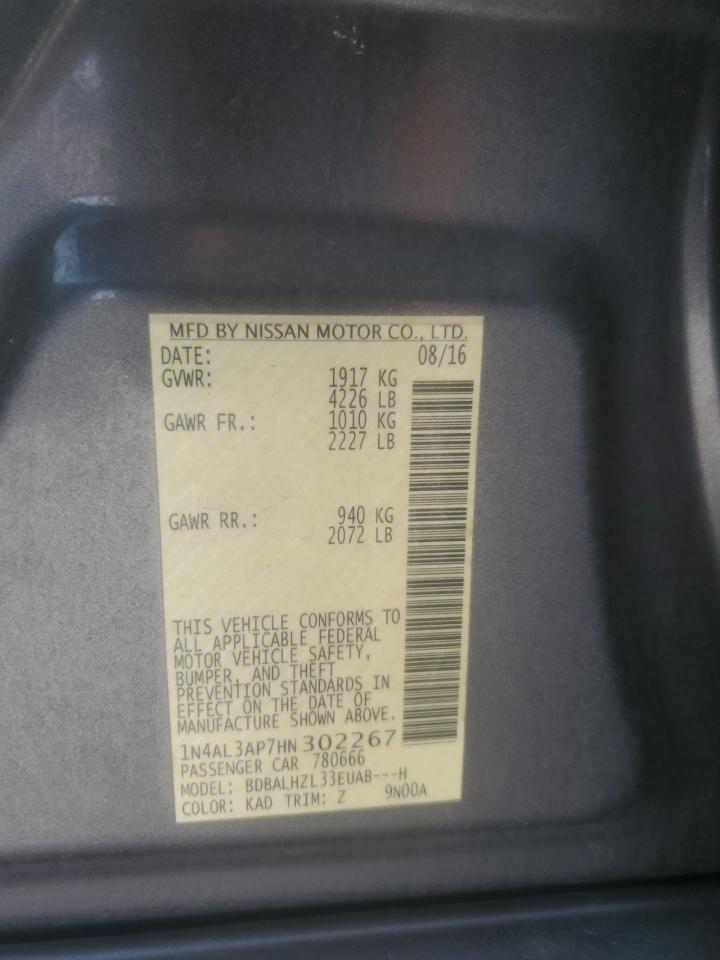 MFD BY NISSAN MOTOR CO., LTD.
DATE: 08/16
GVWR: 1917 KG
4226 LB
GAWR FR.: 1010 KG
2227 LB
GAWR RR.: 940 KG
2072 LB
THIS VEHICLE CONFORMS TO
ALL APPLICABLE FEDERAL
MOTOR VEHICLE SAFETY,
BUMPER, AND THEFT
PREVENTION STANDARDS IN
EFFECT ON THE DATE OF
MANUFACTURE SHOWN ABOVE.
1N4AL3AP7HN302267
PASSENGER CAR 780666
MODEL: BDBALHZL33EUAB---H
COLOR: KAD TRIM: Z 9N00A